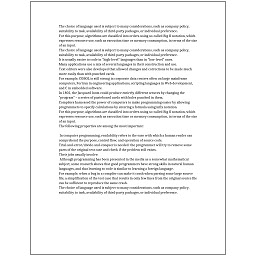 The choice of language used is subject to many considerations, such as company policy,
suitability to task, availability of third-party packages, or individual preference.
For this purpose algorithms are classified into orders using so-called Big O notation which
expresses resource use, such as execution time or memory consumption, in terms of the size
of an input.
The choice of language used is subject to many considerations, such as company policy,
suitability to task, availability of third-party packages, or individual preference.
It is usually easier to code in "high-level" languages than in "low-level" ones.
Many applications use a mix of several languages in their construction and use.
Text editors were also developed that allowed changes and corrections to be made much
more easily than with punched cards.
For example, COBOL is still strong in corporate data centers often on large mainframe
computers, Fortran in engineering applications, scripting languages in Web development,
and C in embedded software.
In 1801, the Jacquard loom could produce entirely different weaves by changing the
"program" - a series of pasteboard cards with holes punched in them.
Compilers harnessed the power of computers to make programming easier by allowing
programmers to specify calculations by entering a formula using infix notation.
For this purpose algorithms are classified into orders using so-called Big O notation which
expresses resource use, such as execution time or memory consumption, in terms of the size
of an input.
The following properties are among the most important:
In computer programming, readability refers to the ease with which a human reader can
comprehend the purpose, control flow, and operation of source code.
Trial-and-error/divide-and-conquer is needed: the programmer will try to remove some
parts of the original test case and check if the problem still exists.
Their jobs usually involve:
Although programming has been presented in the media as a somewhat mathematical
subject, some research shows that good programmers have strong skills in natural human
languages, and that learning to code is similar to learning a foreign language.
For example, when a bug in a compiler can make it crash when parsing some large source
file, a simplification of the test case that results in only few lines from the original source file
can be sufficient to reproduce the same crash.
The choice of language used is subject to many considerations, such as company policy,
suitability to task, availability of third-party packages, or individual preference.